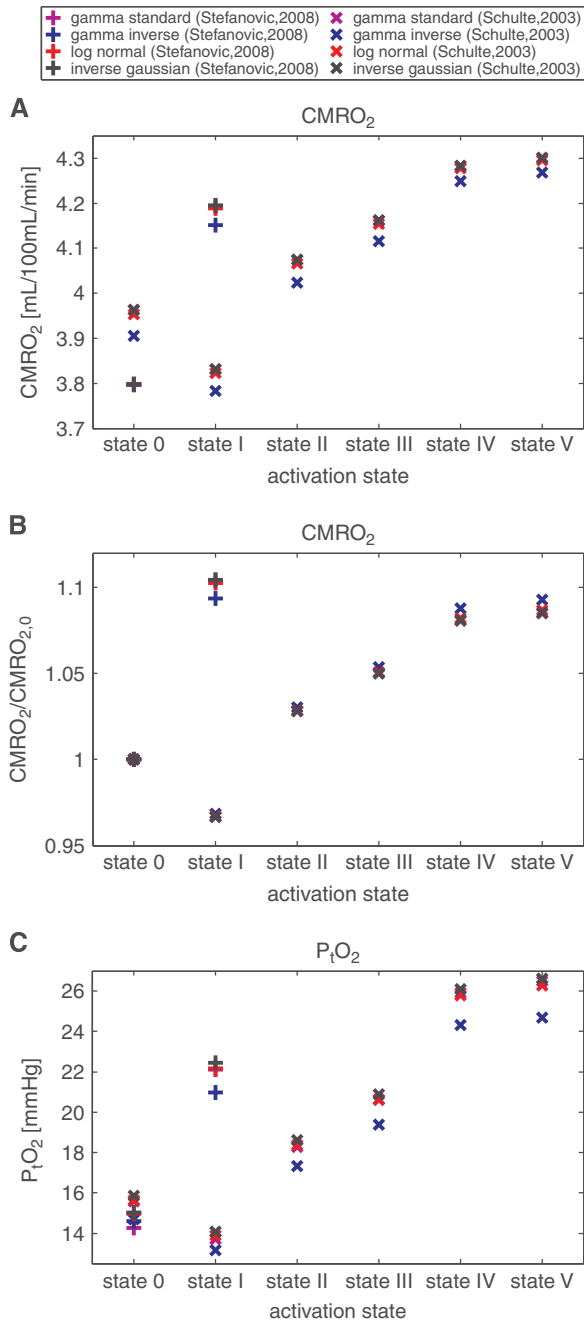 gamma standard (Stefanovic,2008) gamma standard (Schulte,2003)
gamma inverse (Stefanovic,2008) gamma inverse (Schulte,2003)
log normal (Stefanovic,2008) log normal (Schulte,2003)
inverse gaussian (Stefanovic,2008) inverse gaussian (Schulte,2003)
A
CMRO₂
CMRO₂ [mL/100mL/min]
4.3
4.2
4.1
4
3.9
3.8
3.7
state 0 state I state II state III state IV state V
activation state
B
CMRO₂
CMRO₂/CMRO₂,₀
1.1
1.05
1
0.95
state 0 state I state II state III state IV state V
activation state
C
PₜO₂
PₜO₂ [mmHg]
26
24
22
20
18
16
14
state 0 state I state II state III state IV state V
activation state